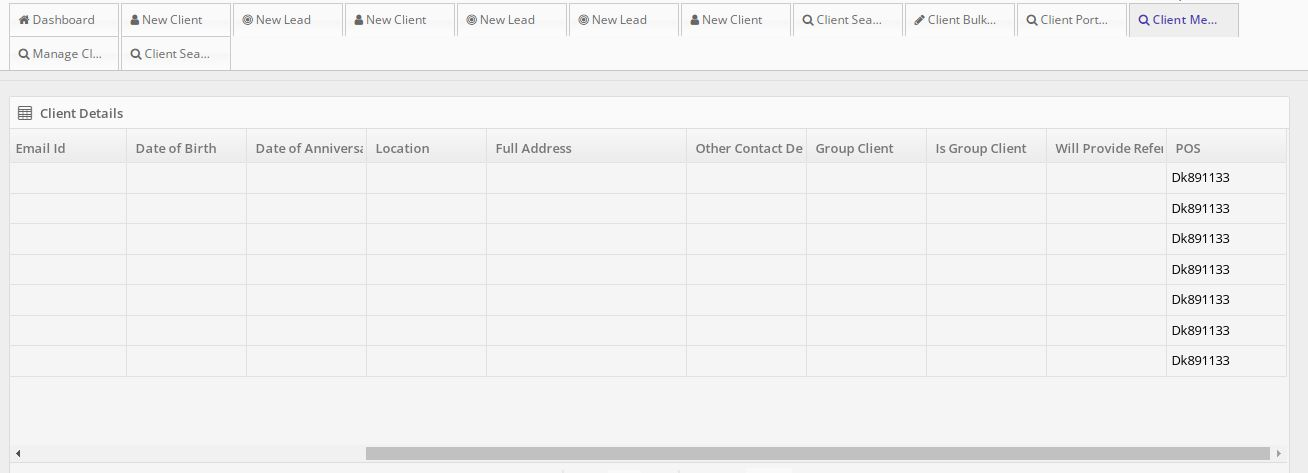 Dashboard New Client New Lead New Client New Lead New Lead New Client Client Sea... Client Bulk... Client Port... Client Me...
Manage Cl... Client Sea...
Client Details
Email Id Date of Birth Date of Anniversa Location Full Address Other Contact De Group Client Is Group Client Will Provide Refer POS
Dk891133
Dk891133
Dk891133
Dk891133
Dk891133
Dk891133
Dk891133